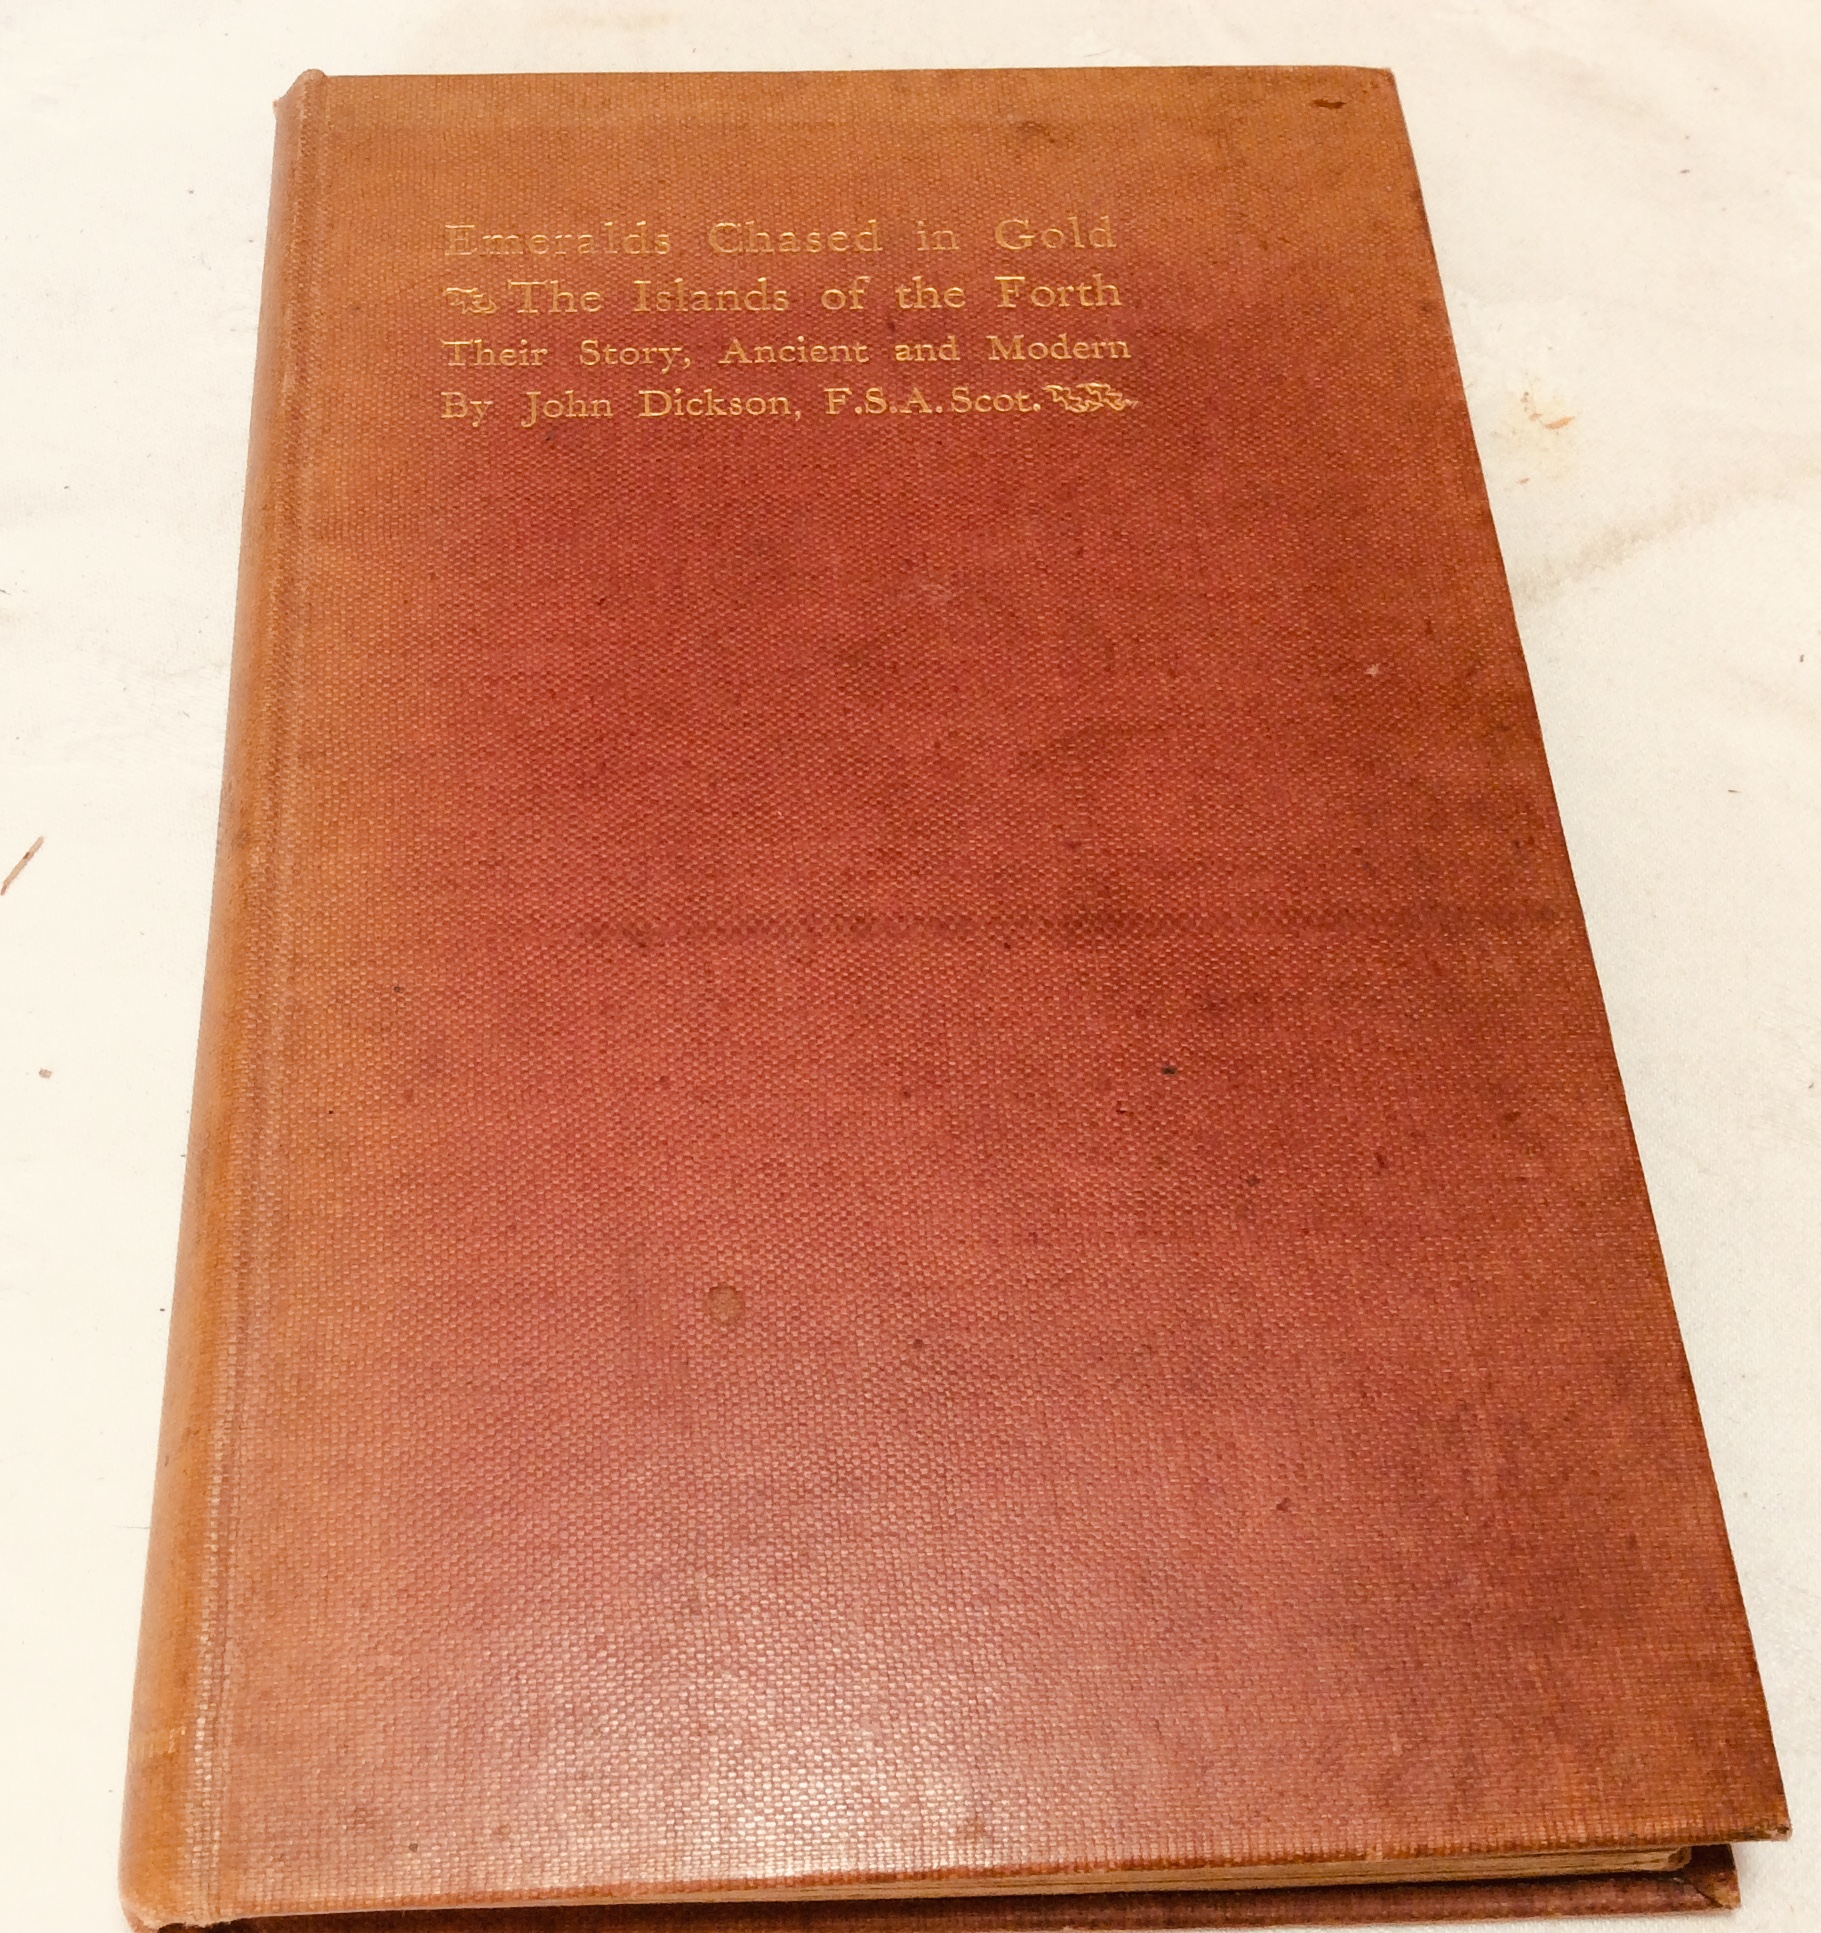 Emeralds Chased in Gold
The Islands of the Forth
Their Story, Ancient and Modern
By John Dickson, F.S.A. Scot.